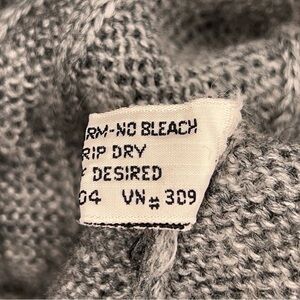 RM-NO BLEACH
RIP DRY
DESIRED
04 VN# 309